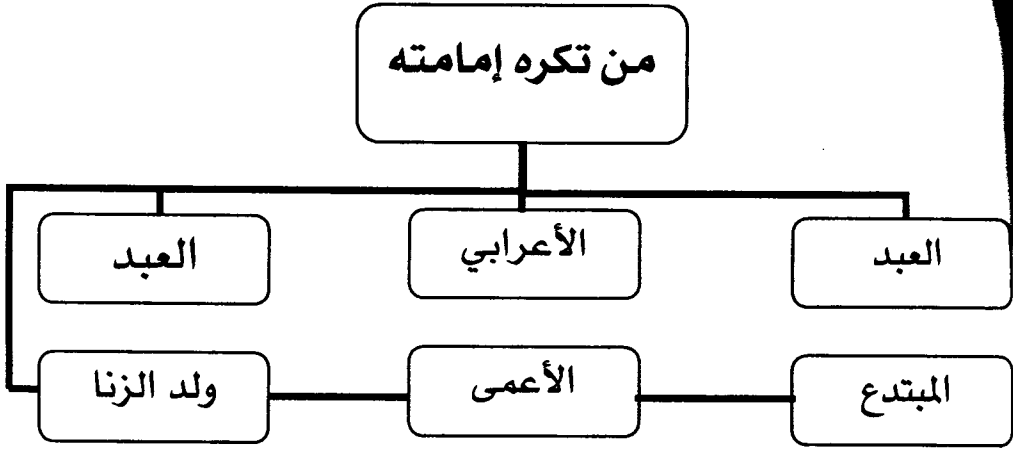 من تكره إمامته
العبد
الأعرابي
العبد
المبتدع
الأعمى
ولد الزنا